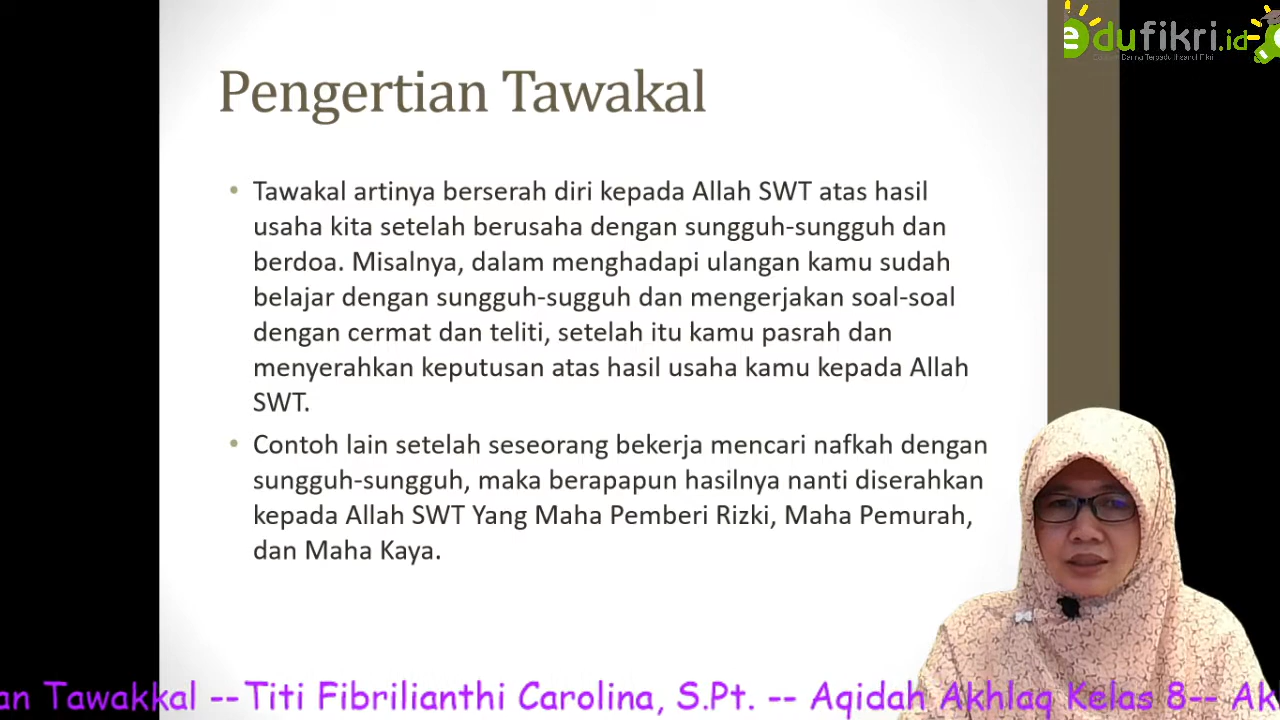 edufikri.id
Pengertian Tawakal
• Tawakal artinya berserah diri kepada Allah SWT atas hasil
usaha kita setelah berusaha dengan sungguh-sungguh dan
berdoa. Misalnya, dalam menghadapi ulangan kamu sudah
belajar dengan sungguh-sugguh dan mengerjakan soal-soal
dengan cermat dan teliti, setelah itu kamu pasrah dan
menyerahkan keputusan atas hasil usaha kamu kepada Allah
SWT.
• Contoh lain setelah seseorang bekerja mencari nafkah dengan
sungguh-sungguh, maka berapapun hasilnya nanti diserahkan
kepada Allah SWT Yang Maha Pemberi Rizki, Maha Pemurah,
dan Maha Kaya.
an Tawakkal -- Titi Fibrilianthi Carolina, S.Pt. -- Aqidah Akhlaq Kelas 8-- Ak